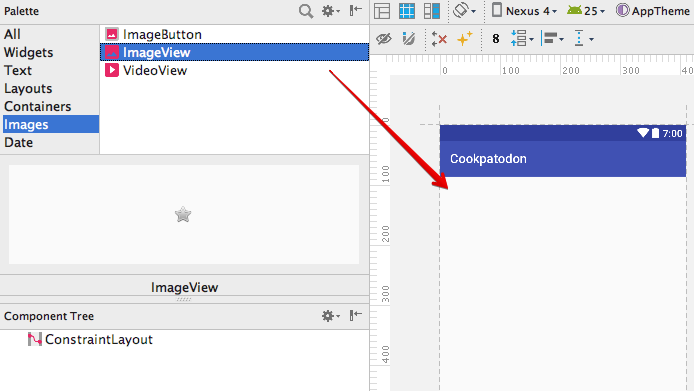 Palette
All
Widgets
Text
Layouts
Containers
Images
Date
ImageButton
ImageView
VideoView
ImageView
Component Tree
ConstraintLayout
Nexus 4 25 AppTheme
8
0 100 200 300 40
0
100
200
300
400
7:00
Cookpatodon